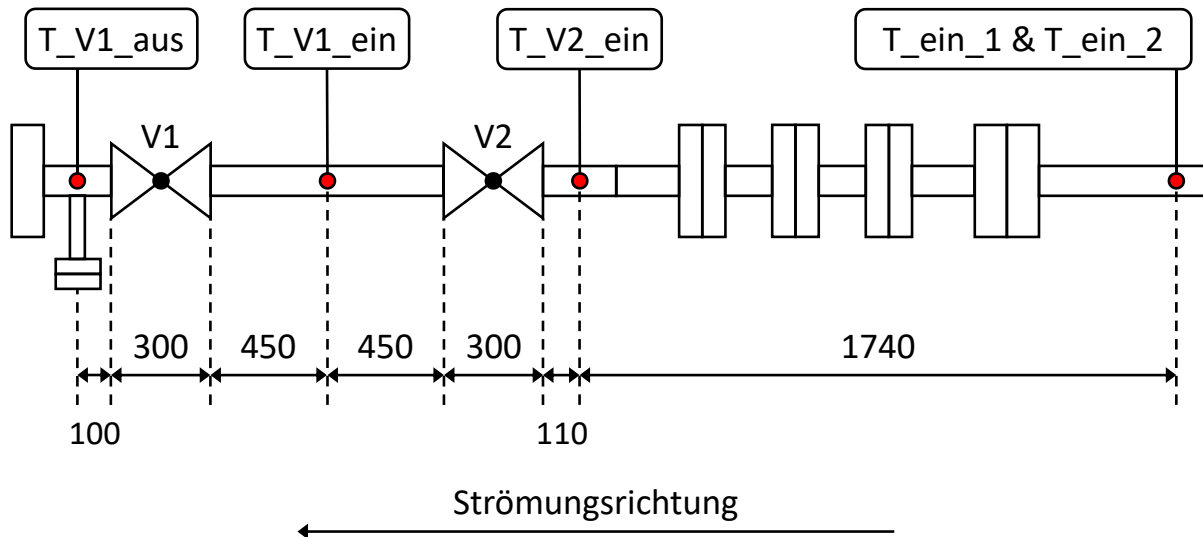 T_V1_aus
T_V1_ein
T_V2_ein
T_ein_1 & T_ein_2
V1
V2
300
450
450
300
1740
100
110
Strömungsrichtung